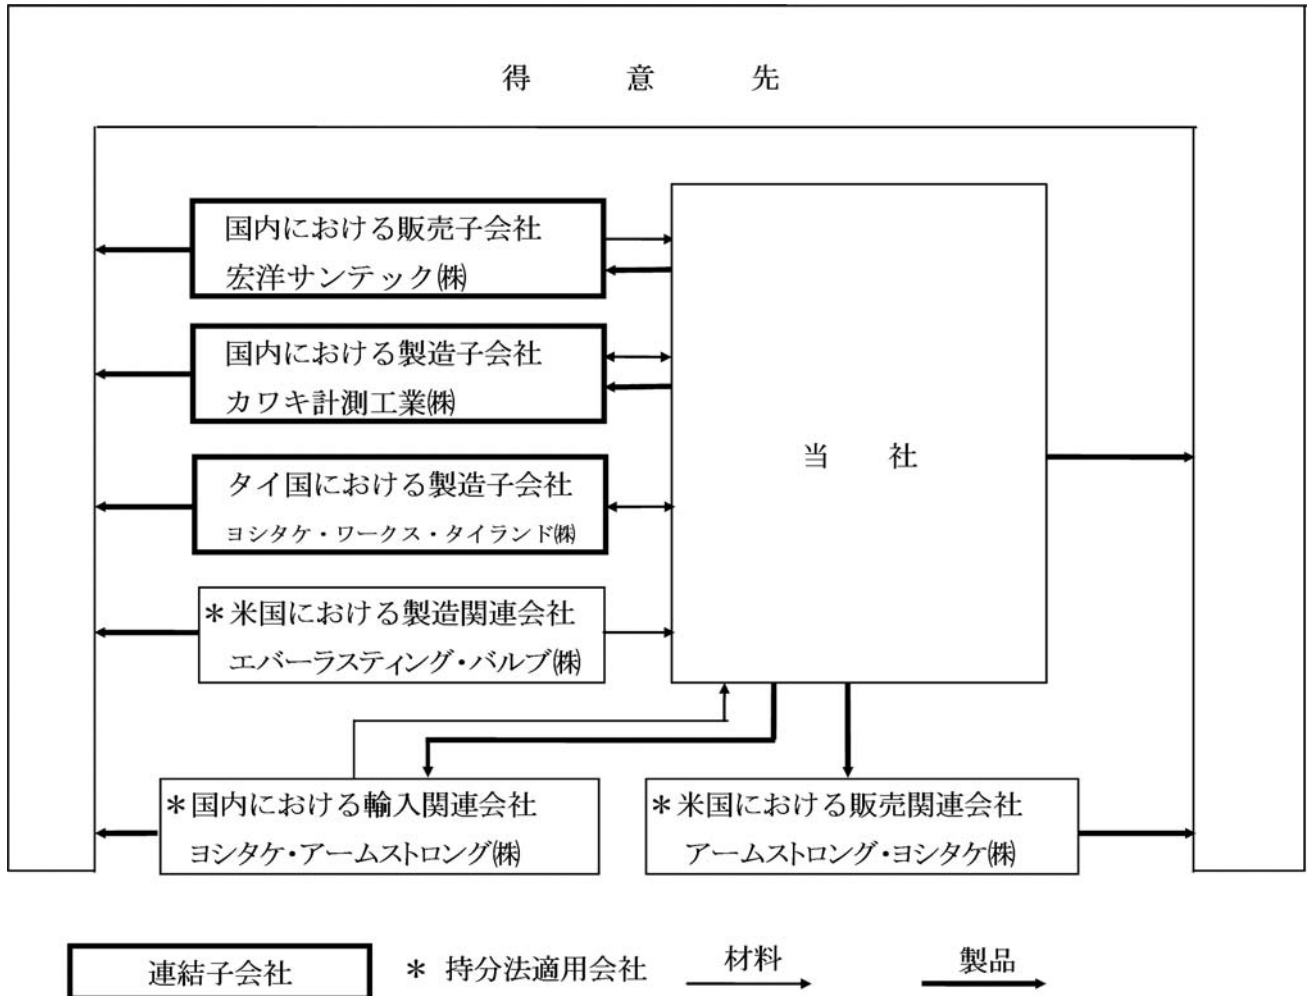 得意先
国内における販売子会社
宏洋サンテック㈱
国内における製造子会社
カワキ計測工業㈱
当社
タイ国における製造子会社
ヨシタケ・ワークス・タイランド㈱
＊米国における製造関連会社
エバーラスティング・バルブ㈱
＊国内における輸入関連会社
ヨシタケ・アームストロング㈱
＊米国における販売関連会社
アームストロング・ヨシタケ㈱
連結子会社
＊ 持分法適用会社
材料
製品